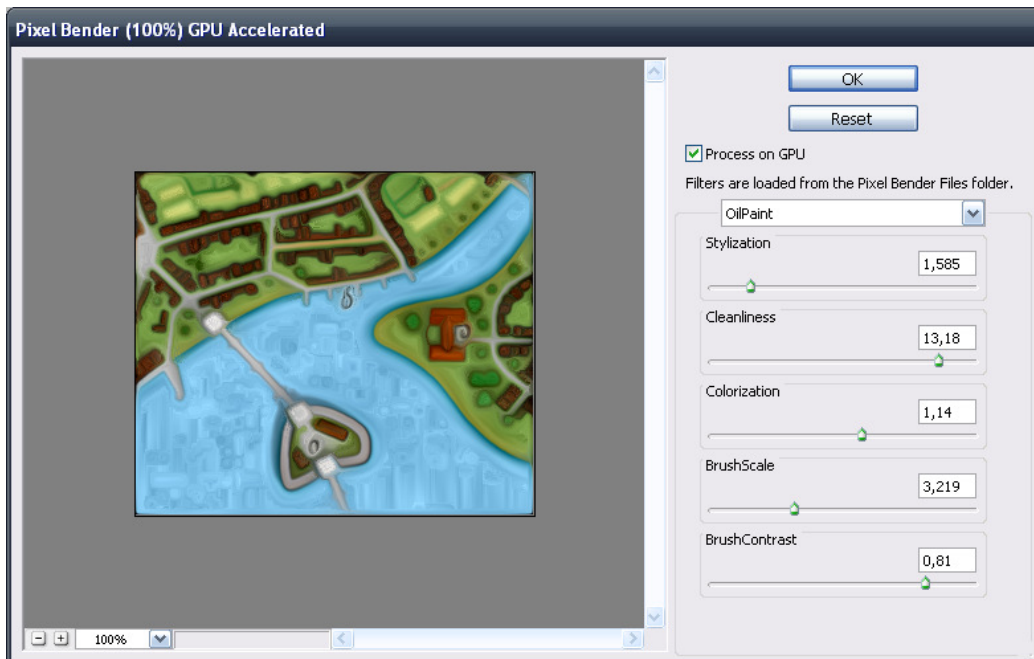 Pixel Bender (100%) GPU Accelerated
OK
Reset
Process on GPU
Filters are loaded from the Pixel Bender Files folder.
OilPaint
Stylization
1,585
Cleanliness
13,18
Colorization
1,14
BrushScale
3,219
BrushContrast
0,81
100%